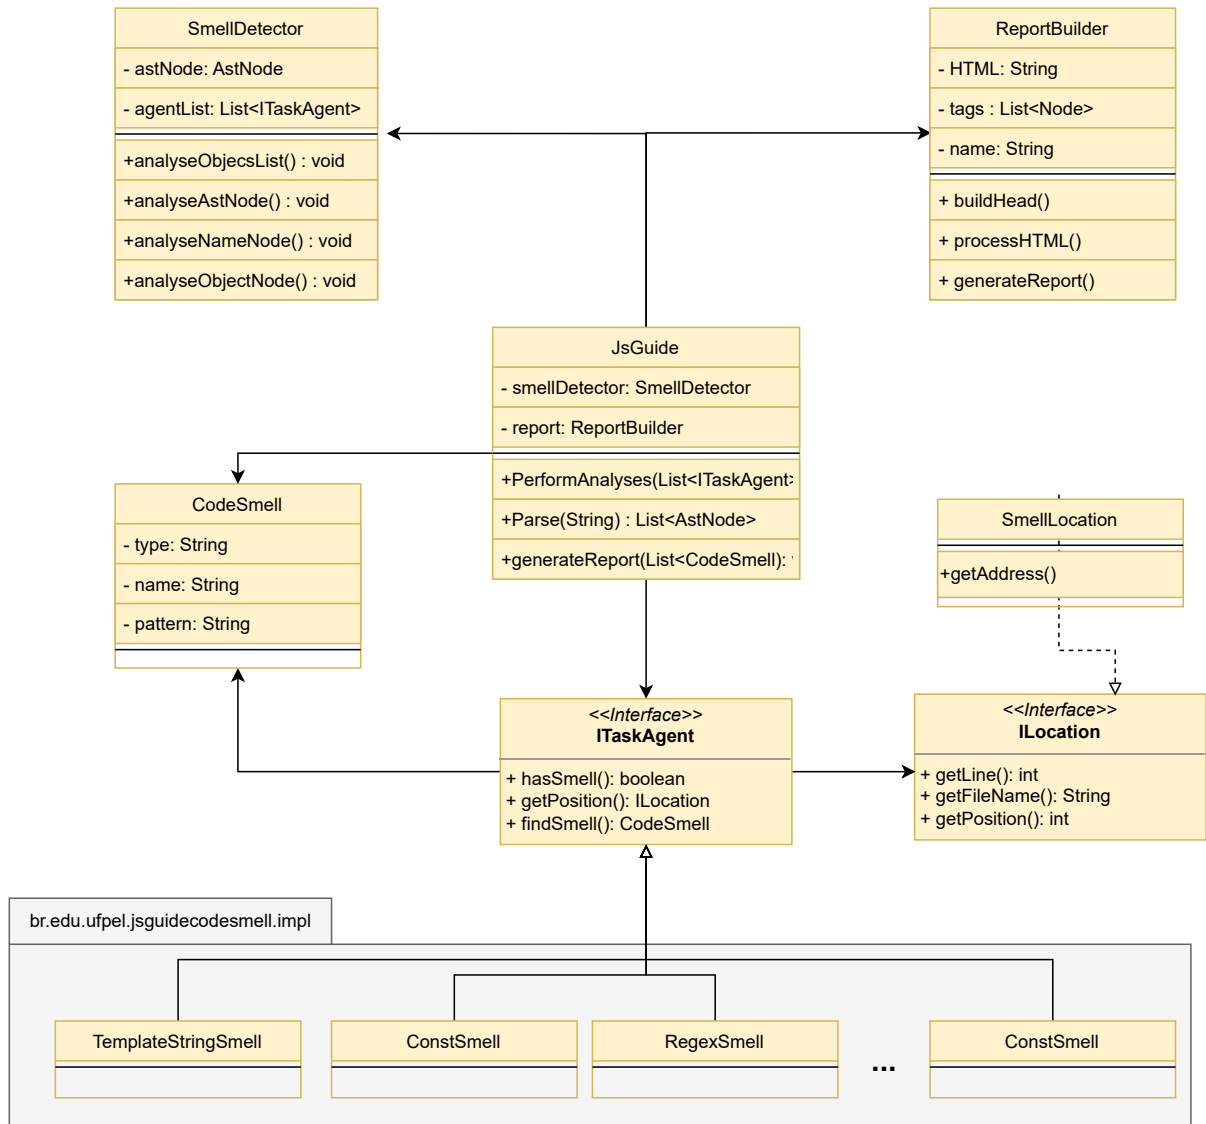 SmellDetector
- astNode: AstNode
- agentList: List<ITaskAgent>
+analyseObjecsList() : void
+analyseAstNode() : void
+analyseNameNode() : void
+analyseObjectNode() : void
ReportBuilder
- HTML: String
- tags : List<Node>
- name: String
+ buildHead()
+ processHTML()
+ generateReport()
JsGuide
- smellDetector: SmellDetector
- report: ReportBuilder
+PerformAnalyses(List<ITaskAgent>
+Parse(String) : List<AstNode>
+generateReport(List<CodeSmell):
CodeSmell
- type: String
- name: String
- pattern: String
SmellLocation
+getAddress()
<<Interface>>
ITaskAgent
+ hasSmell(): boolean
+ getPosition(): ILocation
+ findSmell(): CodeSmell
<<Interface>>
ILocation
+ getLine(): int
+ getFileName(): String
+ getPosition(): int
br.edu.ufpel.jsguidecodesmell.impl
TemplateStringSmell
ConstSmell
RegexSmell
...
ConstSmell